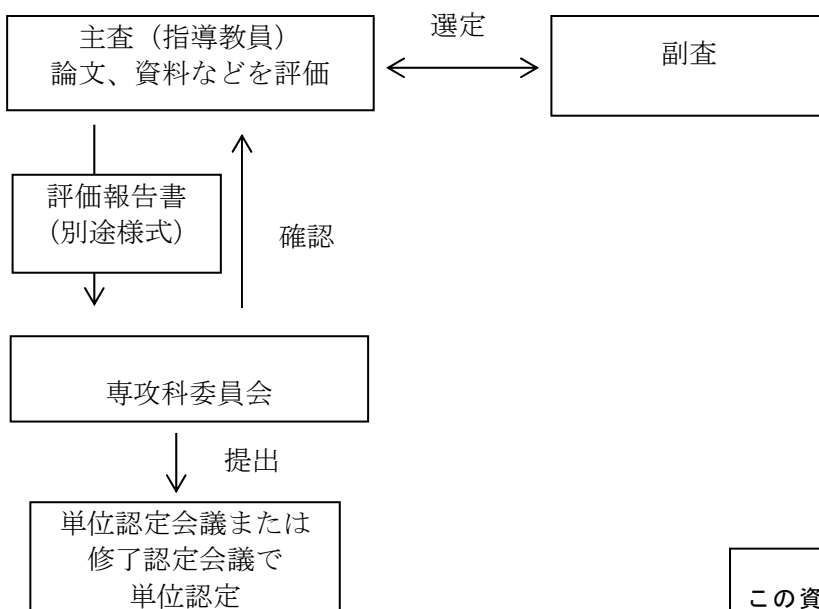 主査（指導教員）
論文、資料などを評価
選定
副査
評価報告書
（別途様式）
確認
専攻科委員会
提出
単位認定会議または
修了認定会議で
単位認定
この資